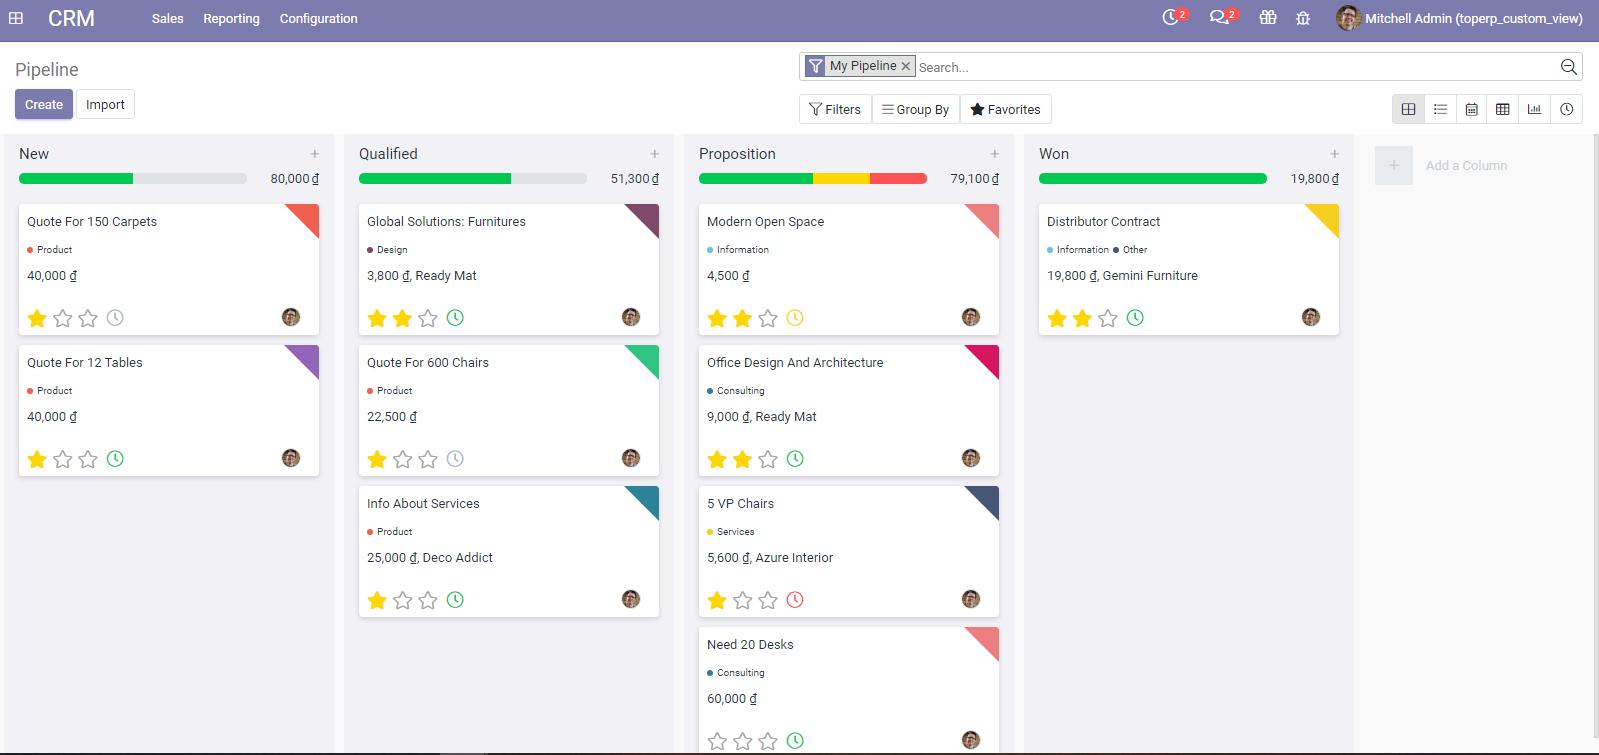 CRM Sales Reporting Configuration 2 2 Mitchell Admin (toperp_custom_view)
Pipeline
My Pipeline Search...
Create Import
Filters Group By Favorites
New
80,000 ₫
Quote For 150 Carpets
Product
40,000 ₫
Quote For 12 Tables
Product
40,000 ₫
Qualified
51,300 ₫
Global Solutions: Furnitures
Design
3,800 ₫, Ready Mat
Quote For 600 Chairs
Product
22,500 ₫
Info About Services
Product
25,000 ₫, Deco Addict
Proposition
79,100 ₫
Modern Open Space
Information
4,500 ₫
Office Design And Architecture
Consulting
9,000 ₫, Ready Mat
5 VP Chairs
Services
5,600 ₫, Azure Interior
Need 20 Desks
Consulting
60,000 ₫
Won
19,800 ₫
Distributor Contract
Information Other
19,800 ₫, Gemini Furniture
Add a Column